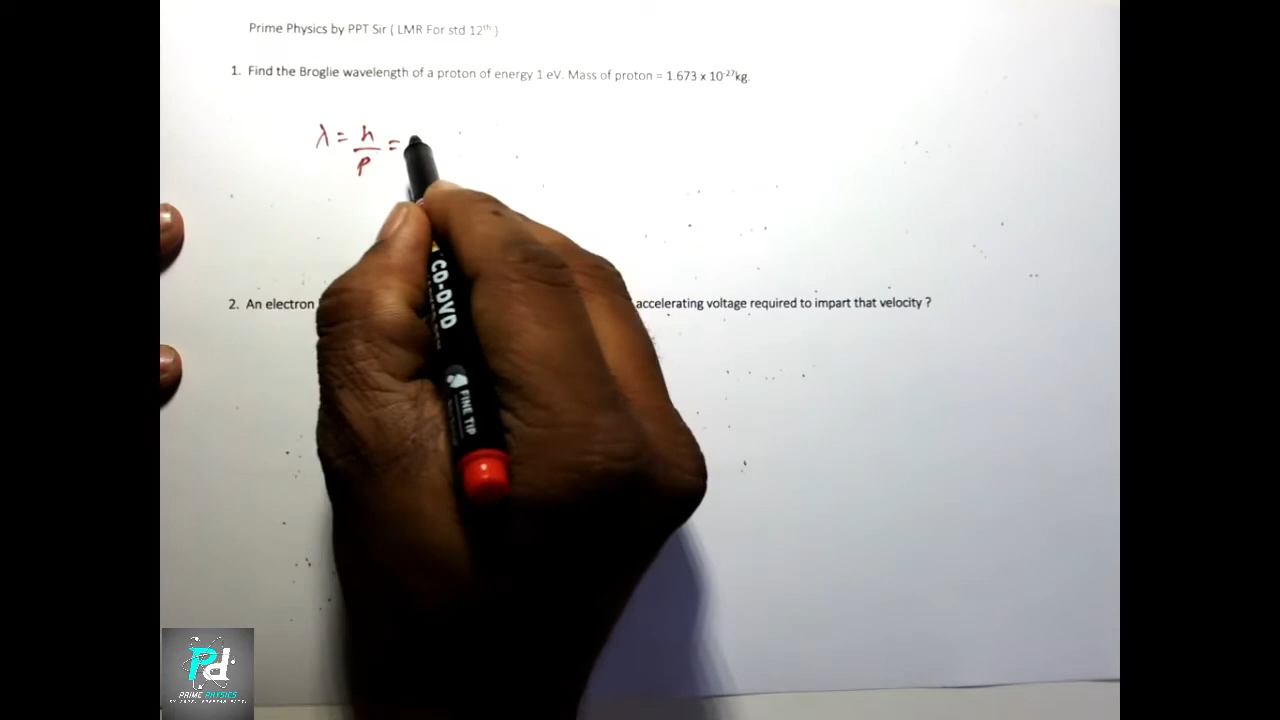 Prime Physics by PPT Sir ( LMR For std 12th )
1. Find the Broglie wavelength of a proton of energy 1 eV. Mass of proton = 1.673 x 10-27kg.
λ = h/p =
2. An electron accelerating voltage required to impart that velocity ?
CD-DVD
FINE TIP
Pd
PRIME PHYSICS